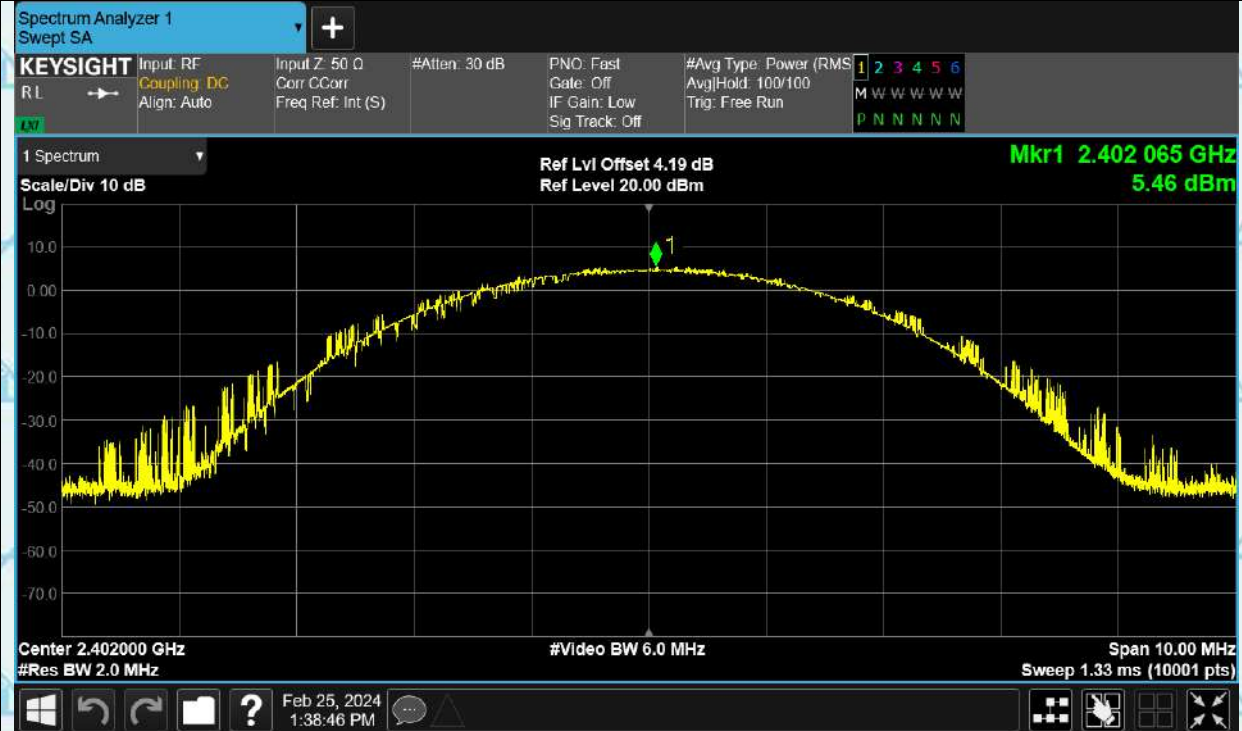 Spectrum Analyzer 1
Swept SA
+
KEYSIGHT
RL
LXI
Input: RF
Coupling: DC
Align: Auto
Input Z: 50 Ω
Corr CCorr
Freq Ref: Int (S)
#Atten: 30 dB
PNO: Fast
Gate: Off
IF Gain: Low
Sig Track: Off
#Avg Type: Power (RMS
Avg|Hold: 100/100
Trig: Free Run
1 2 3 4 5 6
M W W W W W
P N N N N N
1 Spectrum
Scale/Div 10 dB
Log
Ref Lvl Offset 4.19 dB
Ref Level 20.00 dBm
Mkr1 2.402 065 GHz
5.46 dBm
1
10.0
0.00
-10.0
-20.0
-30.0
-40.0
-50.0
-60.0
-70.0
Center 2.402000 GHz
#Res BW 2.0 MHz
#Video BW 6.0 MHz
Span 10.00 MHz
Sweep 1.33 ms (10001 pts)
?
Feb 25, 2024
1:38:46 PM